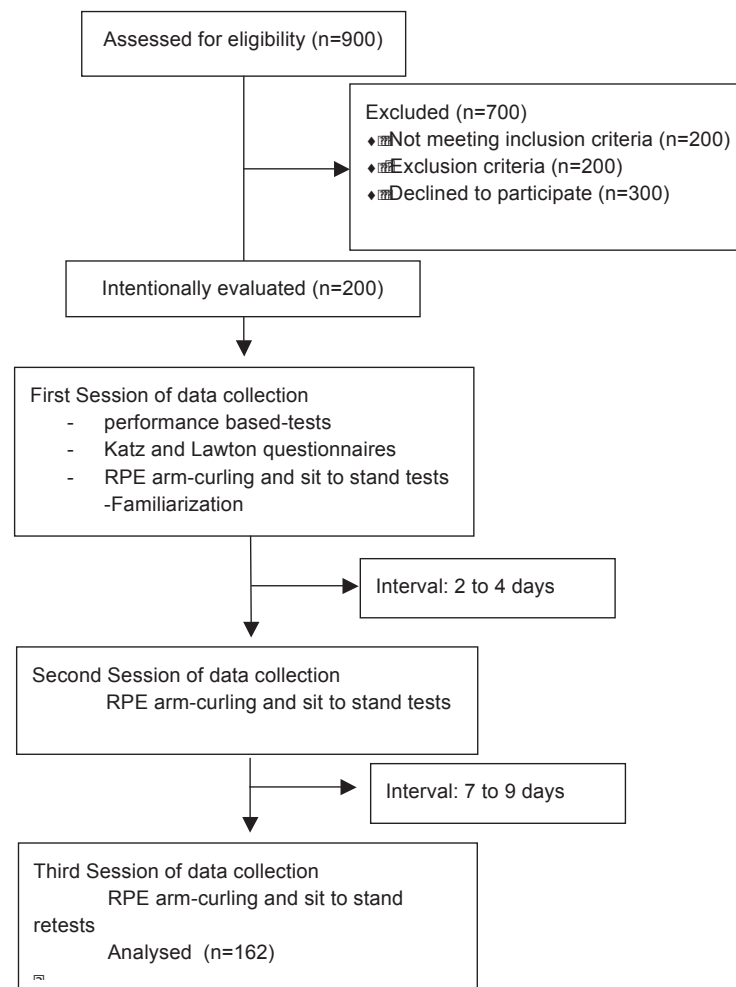 Assessed for eligibility (n=900)
Excluded (n=700)
♦ Not meeting inclusion criteria (n=200)
♦ Exclusion criteria (n=200)
♦ Declined to participate (n=300)
Intentionally evaluated (n=200)
First Session of data collection
- performance based-tests
- Katz and Lawton questionnaires
- RPE arm-curling and sit to stand tests
-Familiarization
Interval: 2 to 4 days
Second Session of data collection
RPE arm-curling and sit to stand tests
Interval: 7 to 9 days
Third Session of data collection
RPE arm-curling and sit to stand
retests
Analysed (n=162)